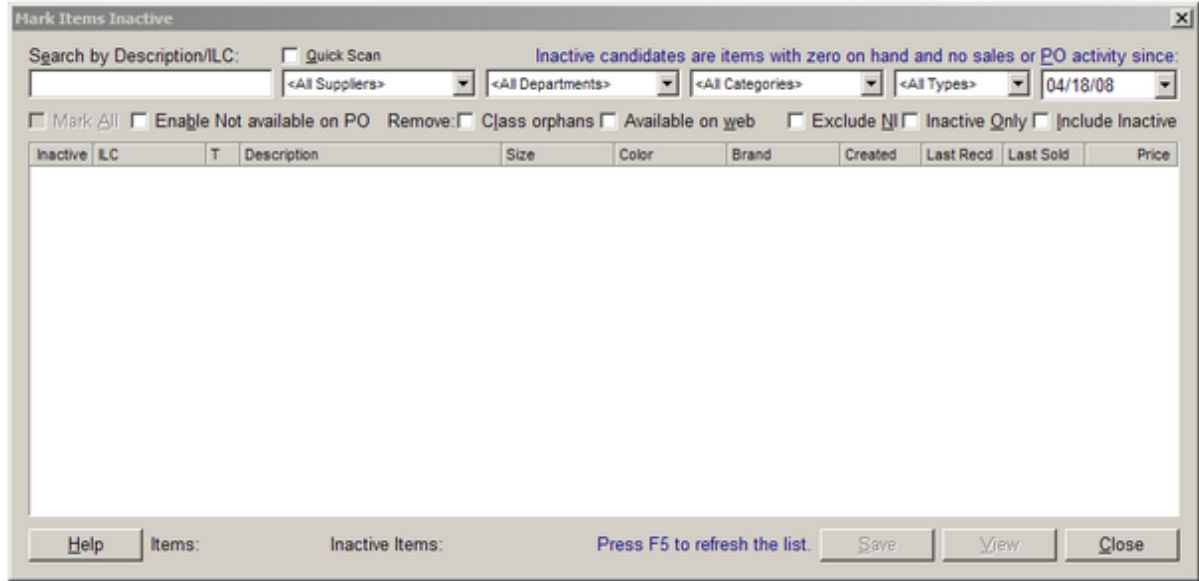 Mark Items Inactive
Search by Description/ILC: Quick Scan Inactive candidates are items with zero on hand and no sales or PO activity since:
<All Suppliers> <All Departments> <All Categories> <All Types> 04/18/08
Mark All Enable Not available on PO Remove: Class orphans Available on web Exclude NI Inactive Only Include Inactive
Inactive ILC T Description Size Color Brand Created Last Recd Last Sold Price
Help Items: Inactive Items: Press F5 to refresh the list. Save View Close